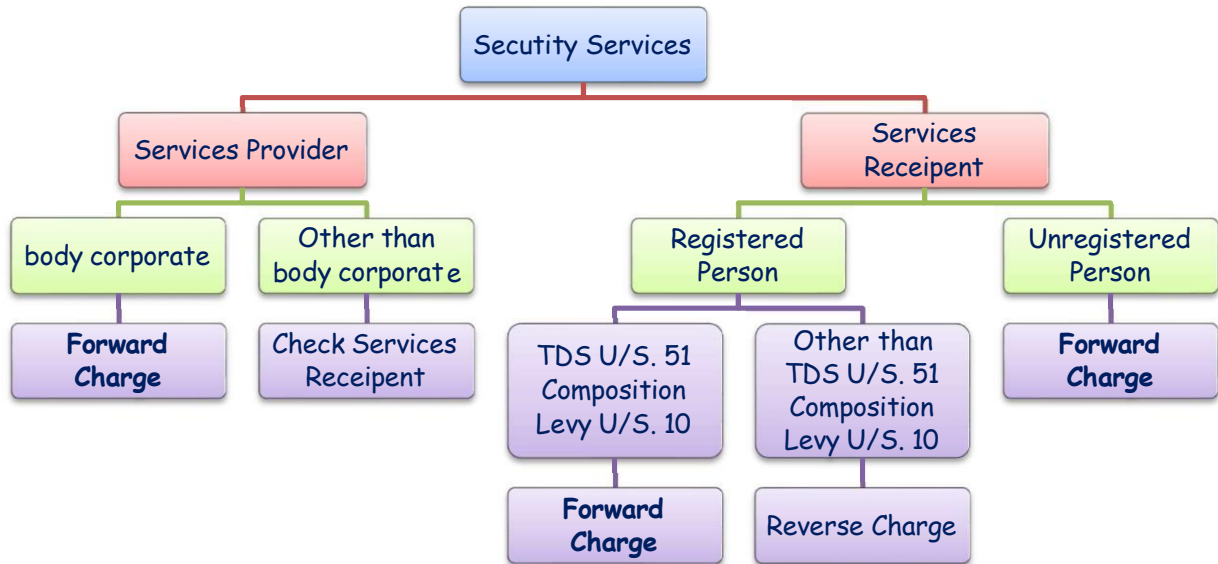 Secutity Services
Services Provider
Services
Receipent
body corporate
Other than
body corporate
Registered
Person
Unregistered
Person
Forward
Charge
Check Services
Receipent
TDS U/S. 51
Composition
Levy U/S. 10
Other than
TDS U/S. 51
Composition
Levy U/S. 10
Forward
Charge
Forward
Charge
Reverse Charge